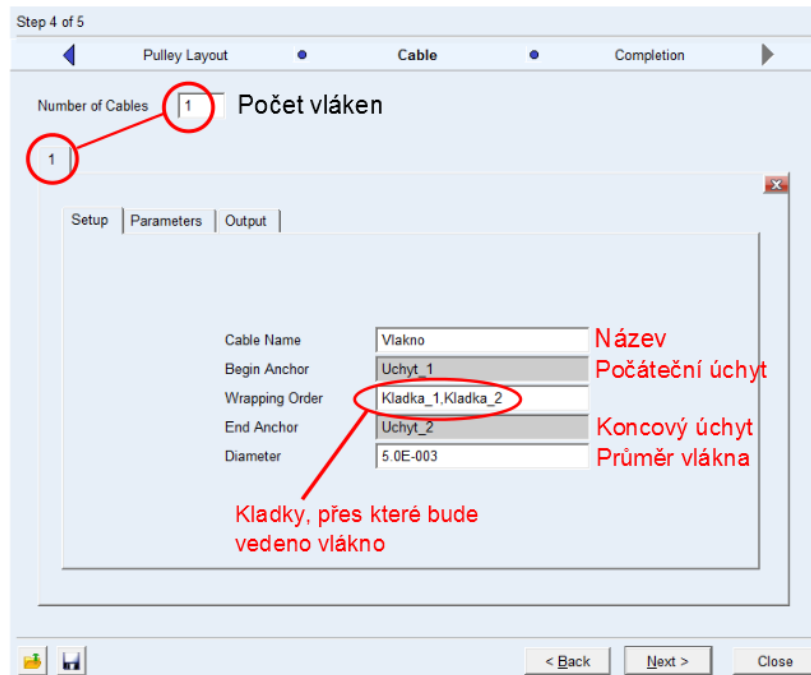 Step 4 of 5
Pulley Layout Cable Completion
Number of Cables 1 Počet vláken
1
Setup Parameters Output
Cable Name Vlakno Název
Begin Anchor Uchyt_1 Počáteční úchyt
Wrapping Order Kladka_1,Kladka_2
End Anchor Uchyt_2 Koncový úchyt
Diameter 5.0E-003 Průměr vlákna
Kladky, přes které bude
vedeno vlákno
< Back Next > Close